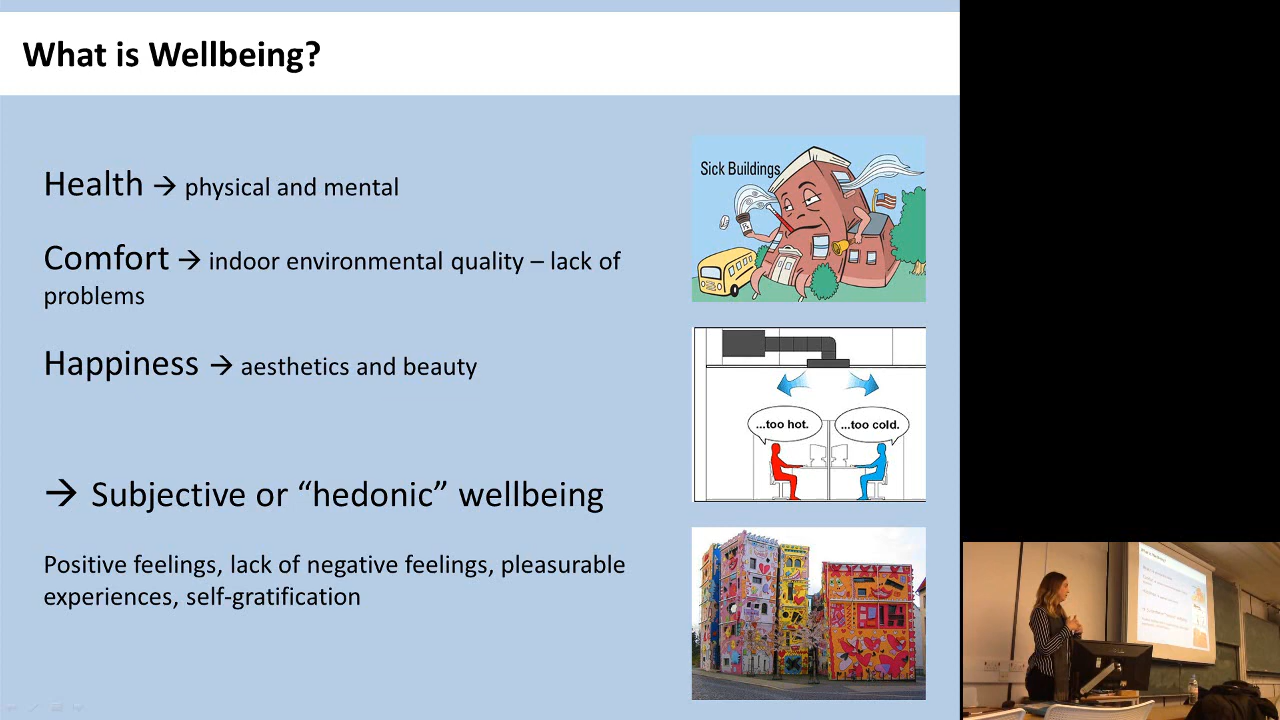 What is Wellbeing?
Health → physical and mental
Comfort → indoor environmental quality – lack of
problems
Happiness → aesthetics and beauty
→ Subjective or “hedonic” wellbeing
Positive feelings, lack of negative feelings, pleasurable
experiences, self-gratification
Sick Buildings
...too hot.
...too cold.